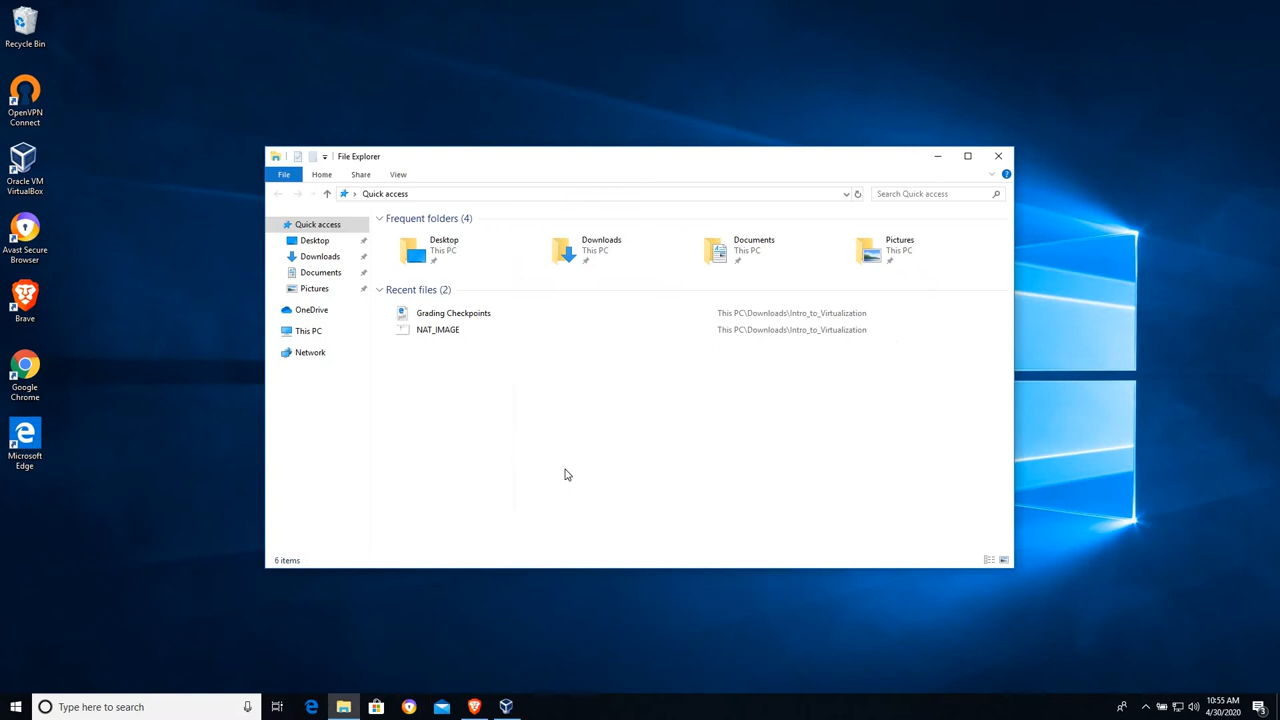 Recycle Bin
OpenVPN
Connect
Oracle VM
VirtualBox
Avast Secure
Browser
Brave
Google
Chrome
Microsoft
Edge
File Explorer
File Home Share View
Quick access
Search Quick access
Quick access
Desktop
Downloads
Documents
Pictures
OneDrive
This PC
Network
Frequent folders (4)
Desktop
This PC
Downloads
This PC
Documents
This PC
Pictures
This PC
Recent files (2)
Grading Checkpoints This PC\Downloads\Intro_to_Virtualization
NAT_IMAGE This PC\Downloads\Intro_to_Virtualization
6 items
Type here to search
10:55 AM
4/30/2020
3